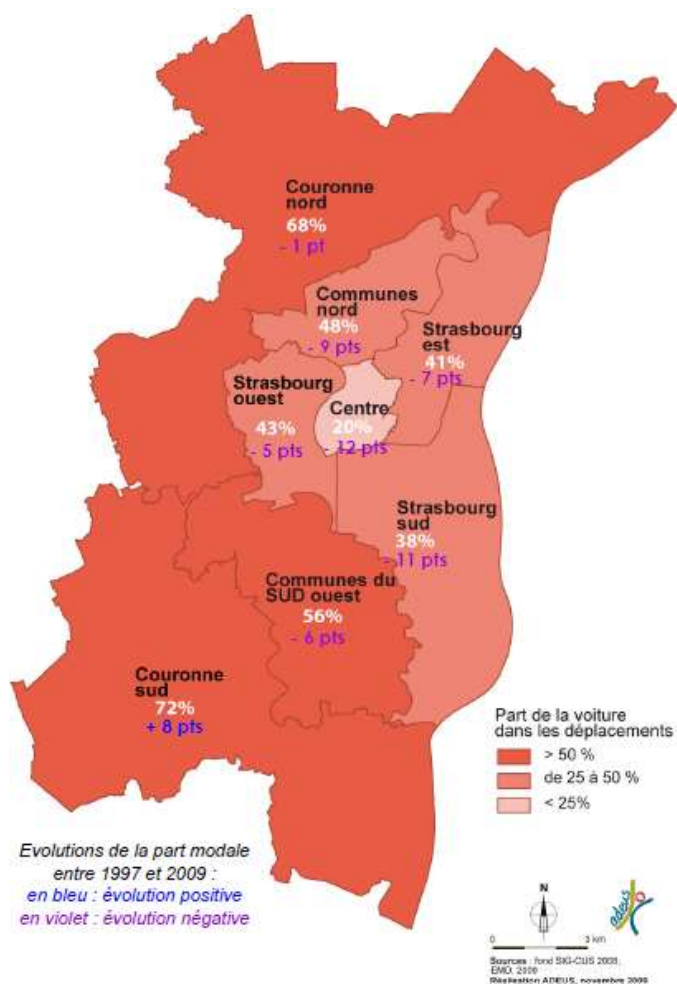 Couronne
nord
68%
- 1 pt
Communes
nord
48%
- 9 pts
Strasbourg
est
41%
- 7 pts
Strasbourg
ouest
43%
- 5 pts
Centre
20%
- 12 pts
Strasbourg
sud
38%
- 11 pts
Communes du
SUD ouest
56%
- 6 pts
Couronne
sud
72%
+ 8 pts
Part de la voiture
dans les déplacements
> 50 %
de 25 à 50 %
< 25%
Evolutions de la part modale
entre 1997 et 2009 :
en bleu : évolution positive
en violet : évolution négative
N
adeus
0 3 km
Sources : fond SIG-CUS 2008;
EMD, 2009
Réalisation ADEUS, novembre 2009